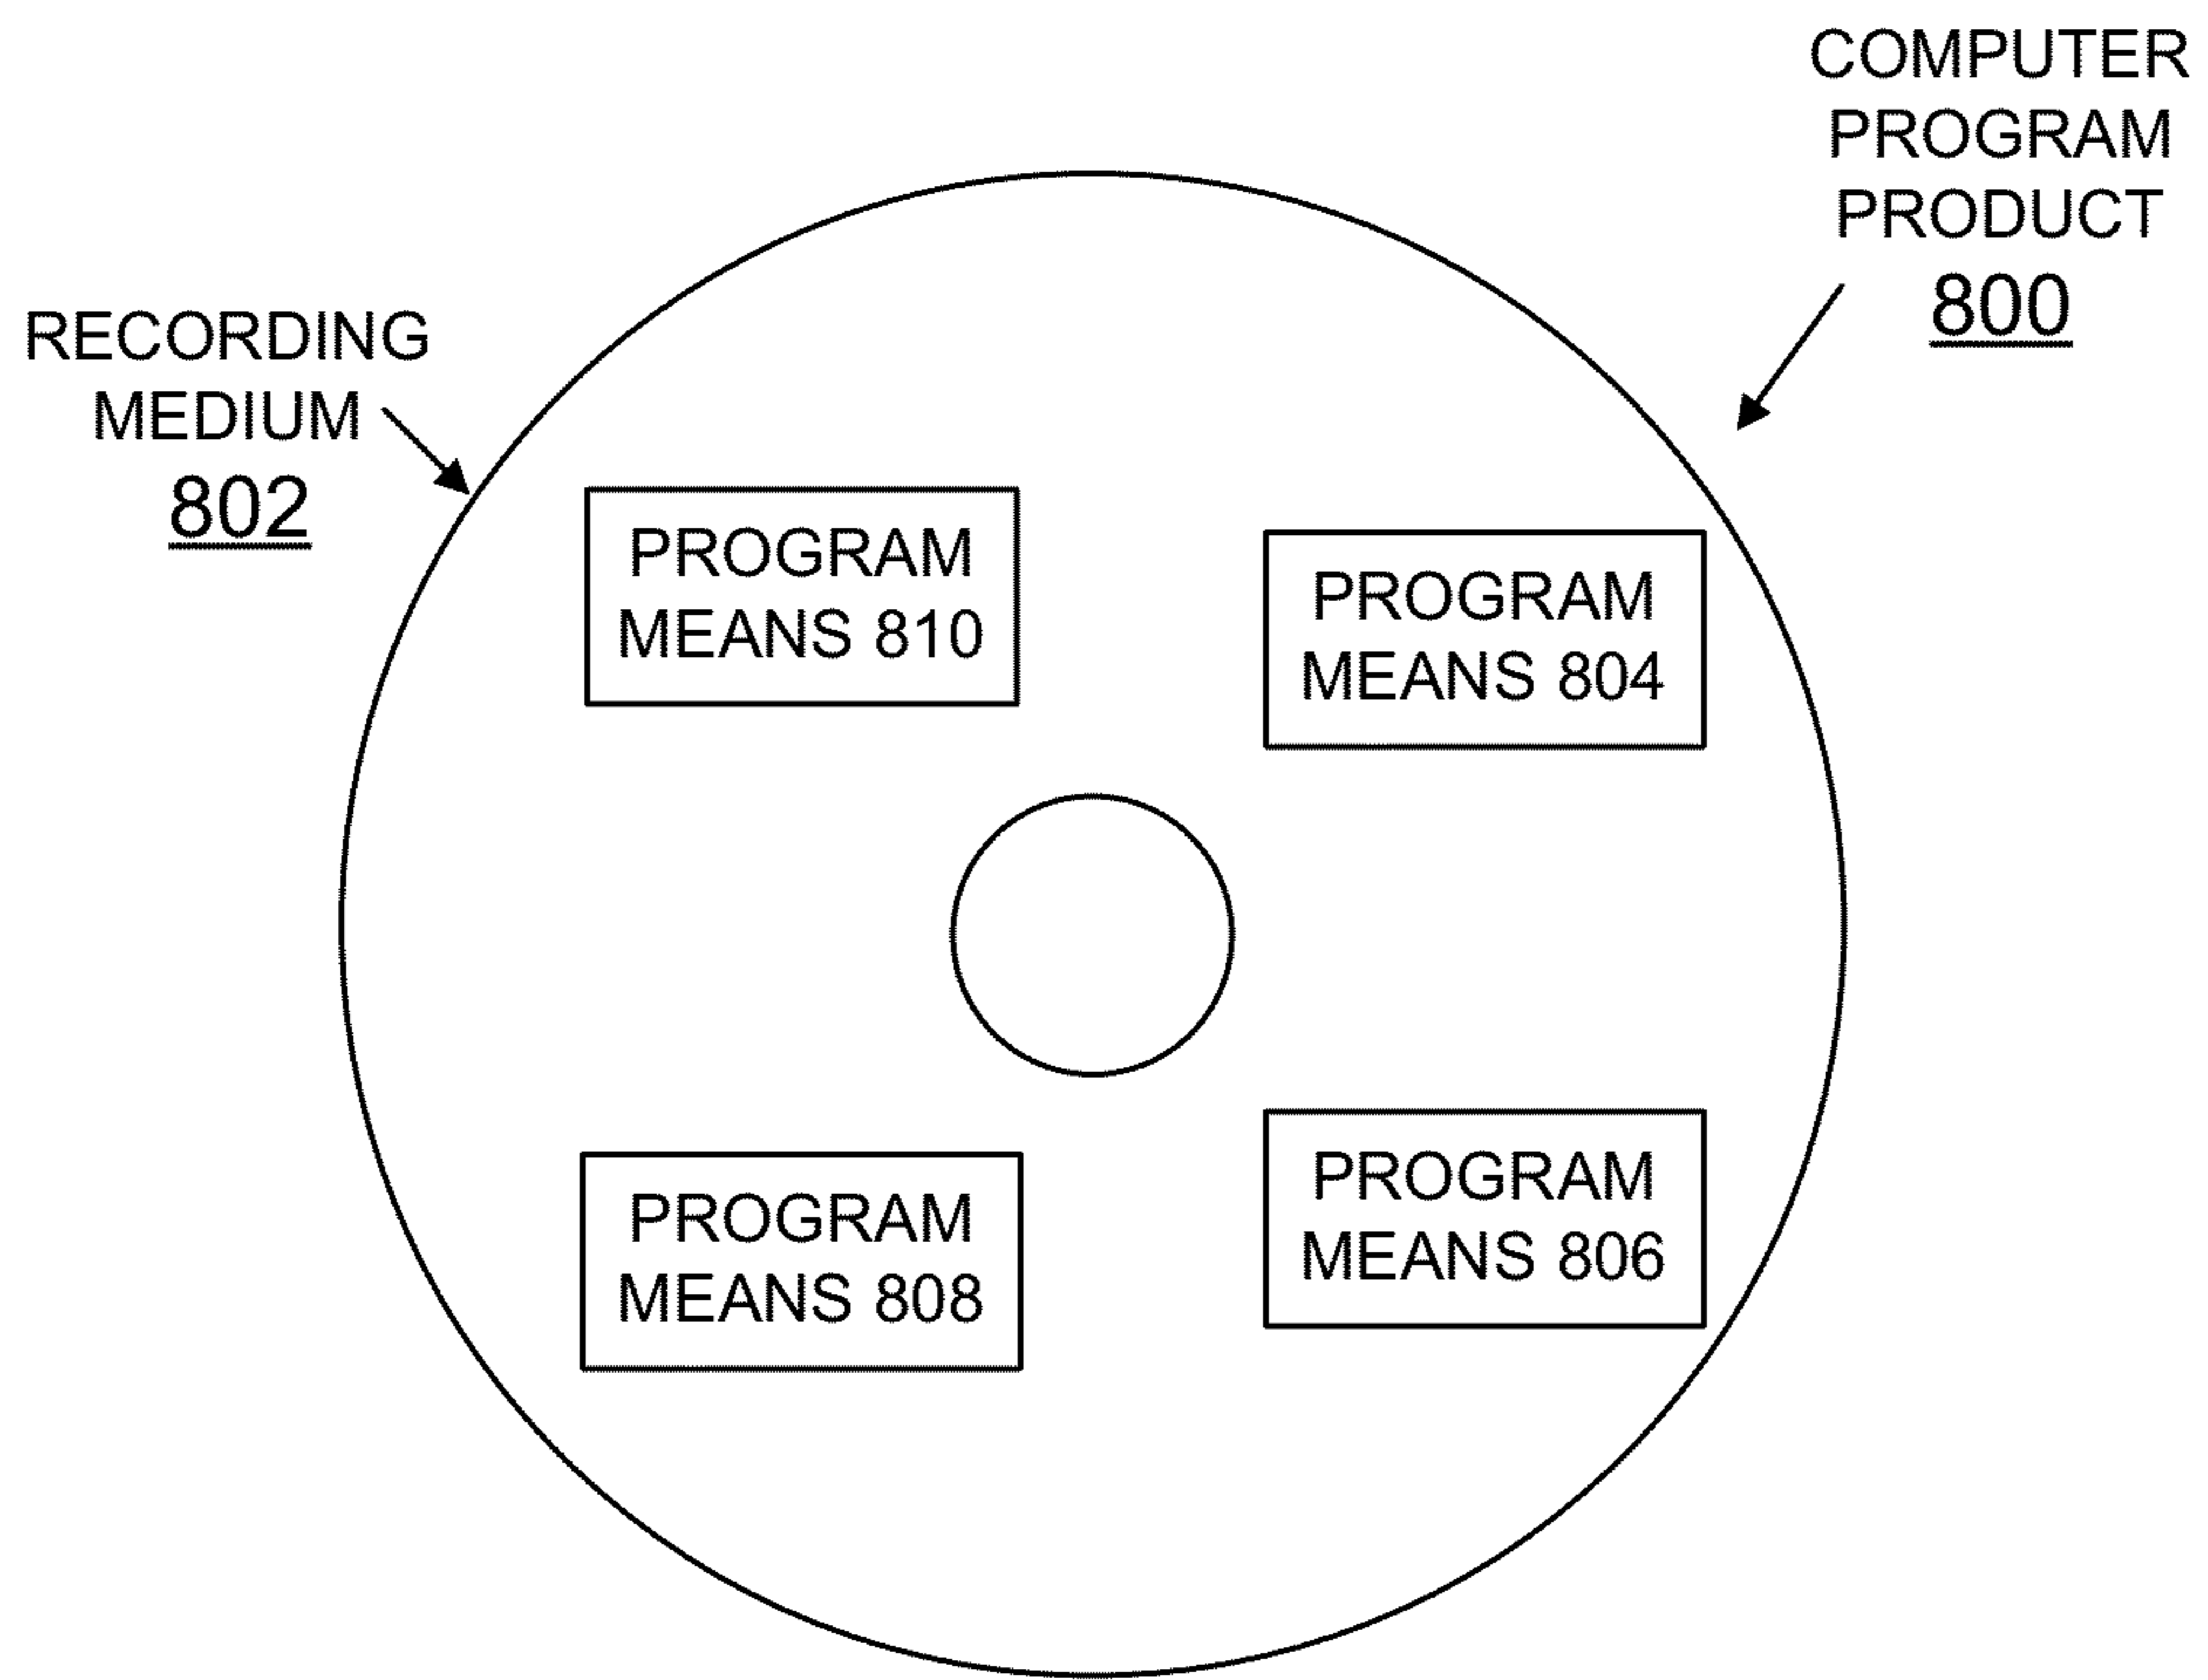 COMPUTER
PROGRAM
PRODUCT
800
RECORDING
MEDIUM
802
PROGRAM
MEANS 810
PROGRAM
MEANS 804
PROGRAM
MEANS 808
PROGRAM
MEANS 806